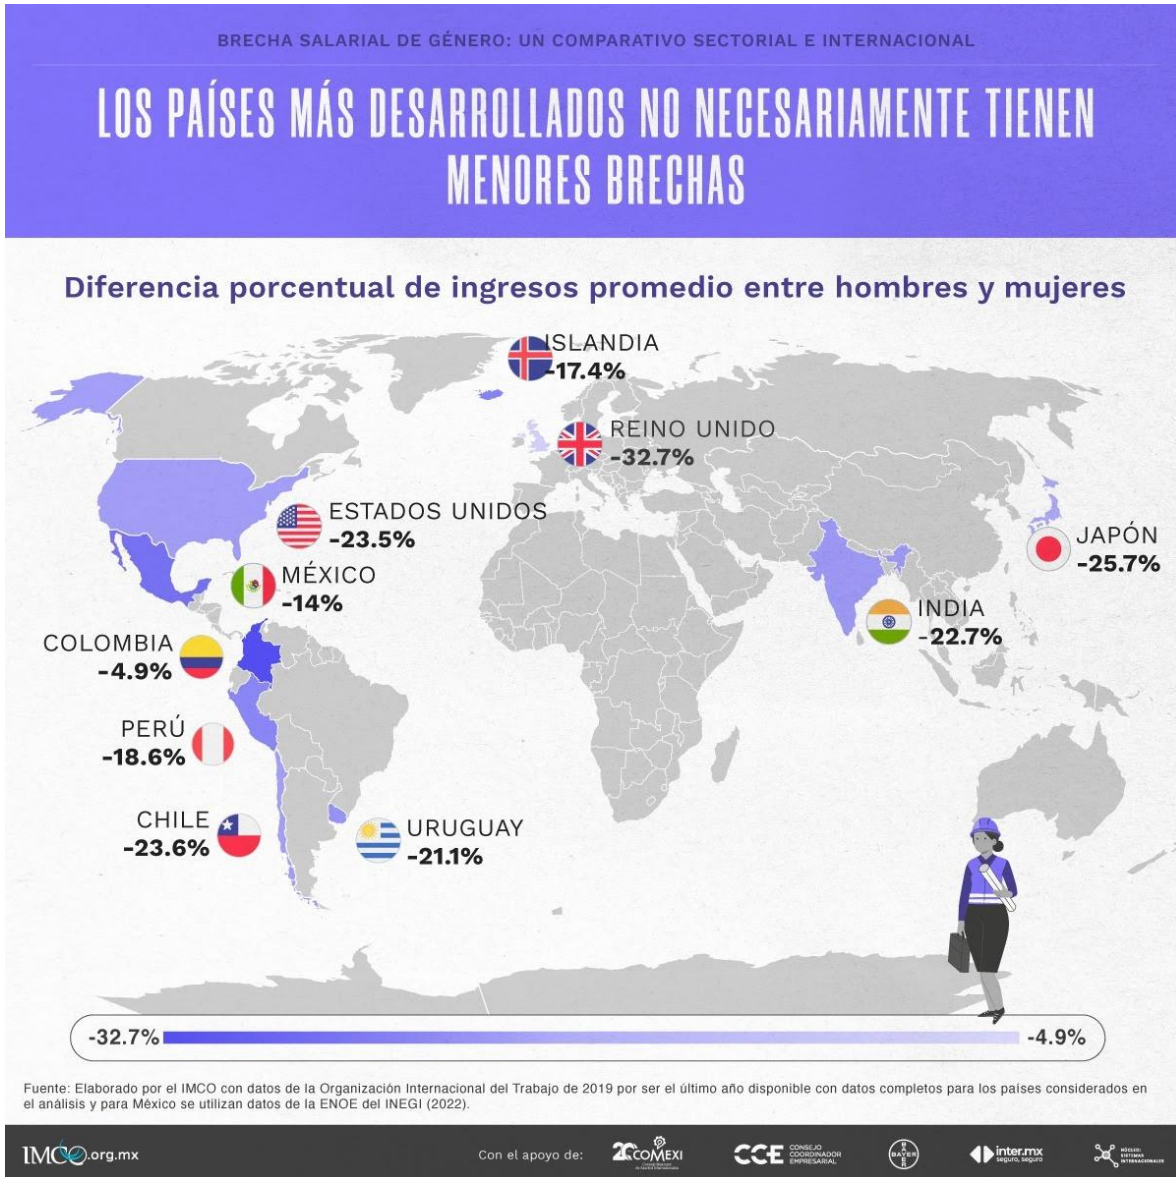 BRECHA SALARIAL DE GÉNERO: UN COMPARATIVO SECTORIAL E INTERNACIONAL
LOS PAÍSES MÁS DESARROLLADOS NO NECESARIAMENTE TIENEN
MENORES BRECHAS
Diferencia porcentual de ingresos promedio entre hombres y mujeres
ISLANDIA
-17.4%
REINO UNIDO
-32.7%
ESTADOS UNIDOS
-23.5%
JAPÓN
-25.7%
MÉXICO
-14%
INDIA
-22.7%
COLOMBIA
-4.9%
PERÚ
-18.6%
CHILE
-23.6%
URUGUAY
-21.1%
-32.7%
-4.9%
Fuente: Elaborado por el IMCO con datos de la Organización Internacional del Trabajo de 2019 por ser el último año disponible con datos completos para los países considerados en
el análisis y para México se utilizan datos de la ENOE del INEGI (2022).
IMCO.org.mx
Con el apoyo de:
20 COMEXI
CCE
CONSEJO
COORDINADOR
EMPRESARIAL
BAYER
inter.mx
seguro, seguro
NÚCLEO:
SISTEMAS
INTERNACIONALES